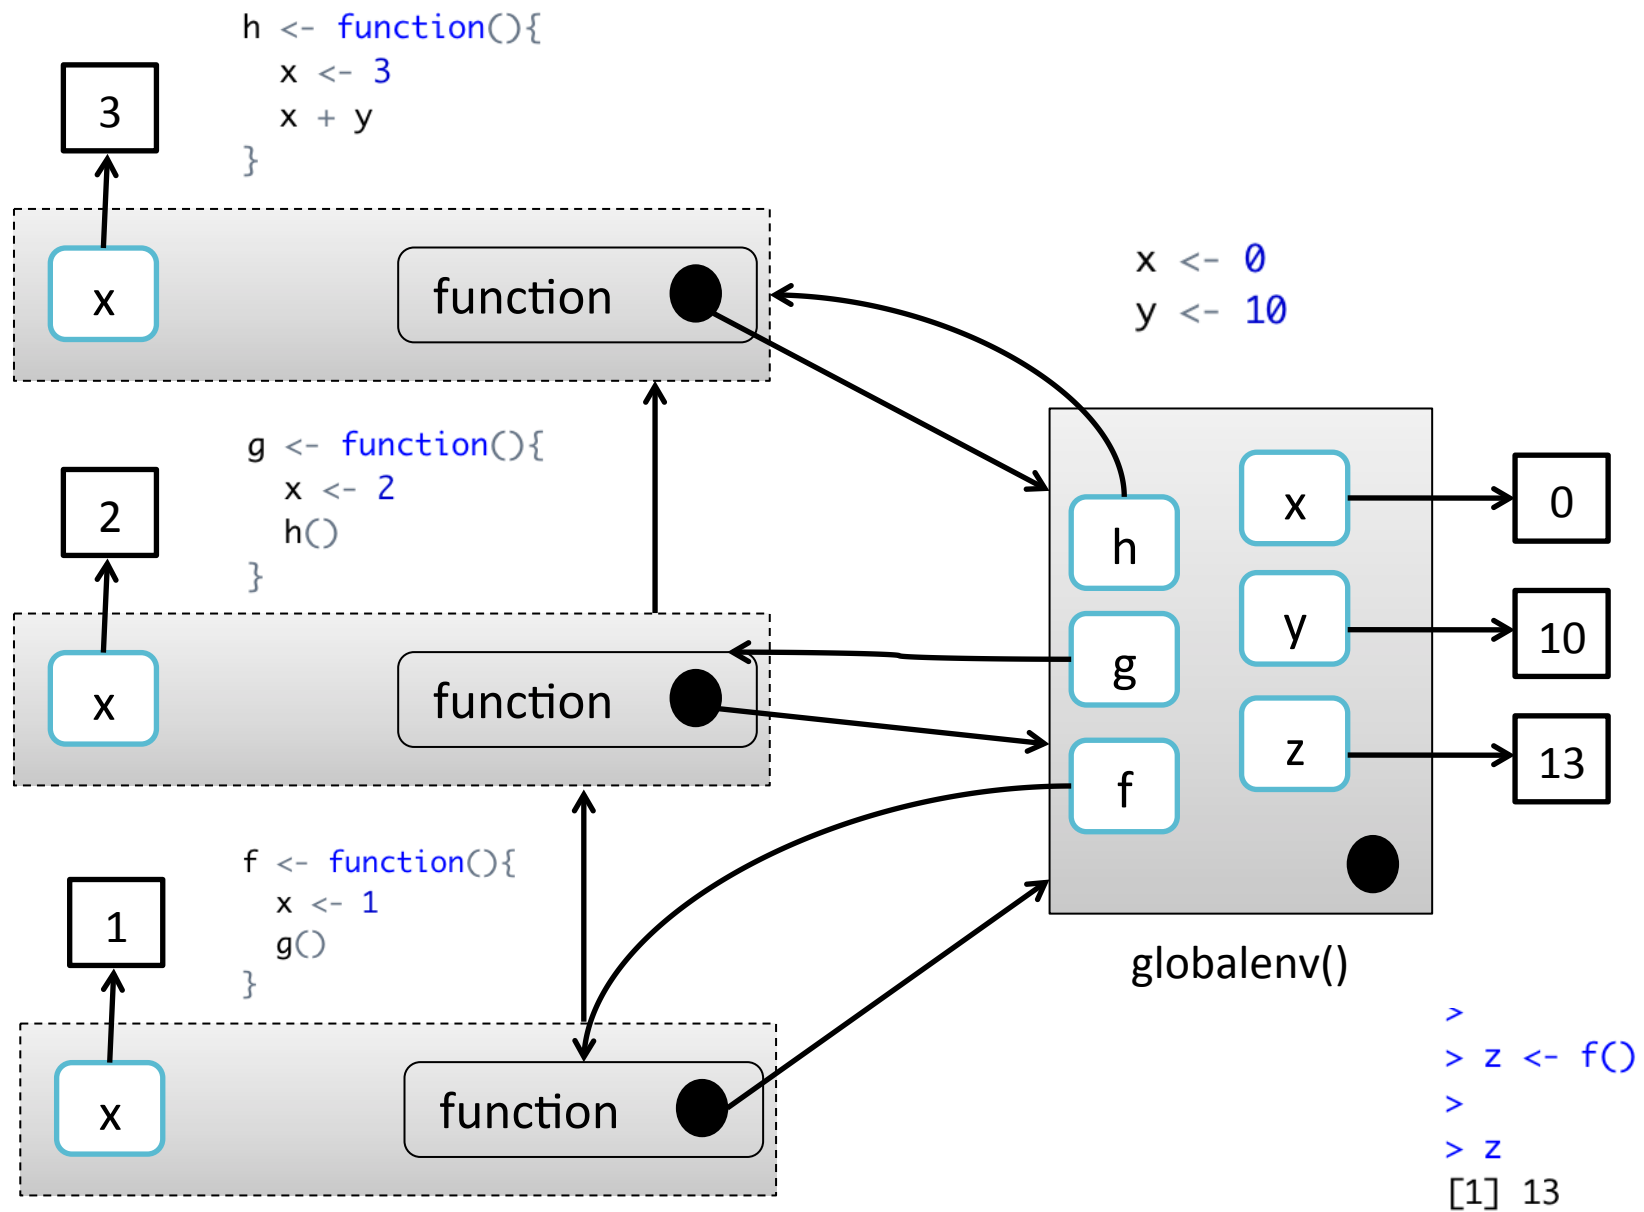 h <- function(){
x <- 3
x + y
}
3
x
function
x <- 0
y <- 10
g <- function(){
x <- 2
h()
}
2
x
function
h
g
f
x
y
z
0
10
13
globalenv()
f <- function(){
x <- 1
g()
}
1
x
function
>
> z <- f()
>
> z
[1] 13